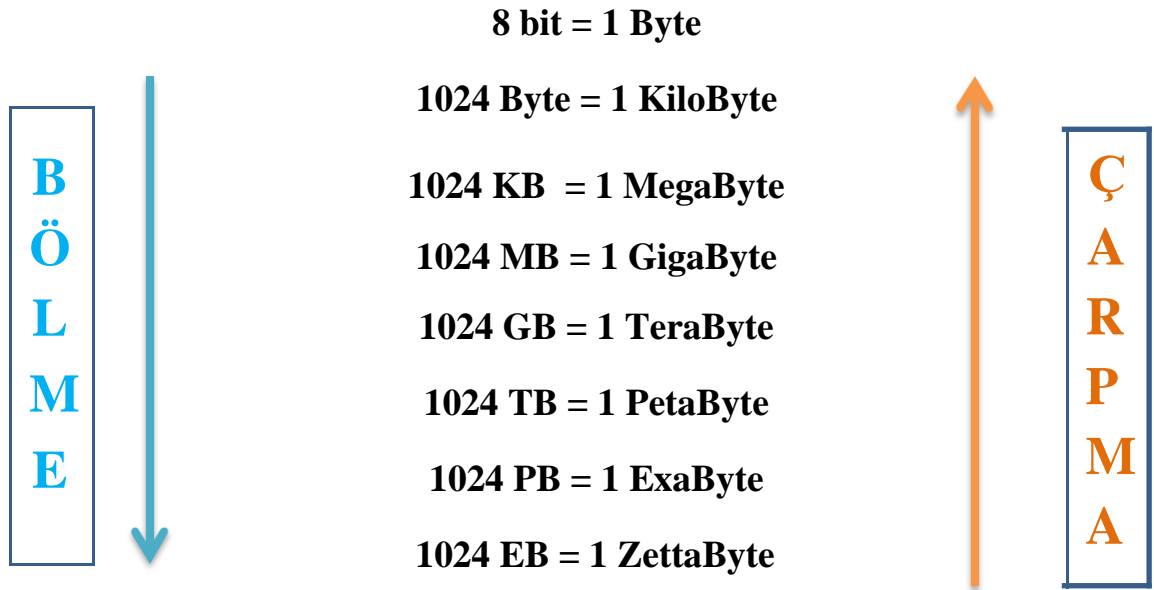 8 bit = 1 Byte
1024 Byte = 1 KiloByte
1024 KB = 1 MegaByte
1024 MB = 1 GigaByte
1024 GB = 1 TeraByte
1024 TB = 1 PetaByte
1024 PB = 1 ExaByte
1024 EB = 1 ZettaByte
B
Ö
L
M
E
Ç
A
R
P
M
A